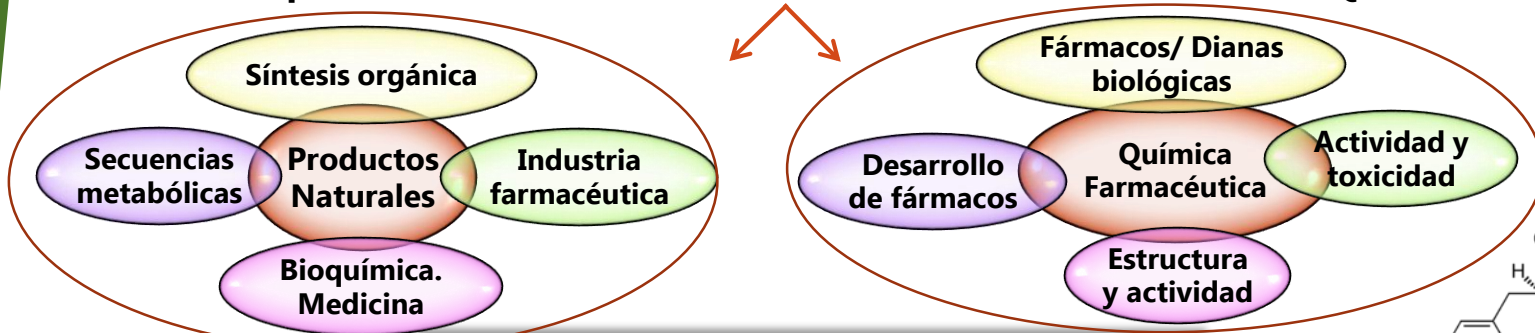 Síntesis orgánica
Secuencias
metabólicas
Productos
Naturales
Industria
farmacéutica
Bioquímica.
Medicina
Fármacos/ Dianas
biológicas
Desarrollo
de fármacos
Química
Farmacéutica
Actividad y
toxicidad
Estructura
y actividad
H